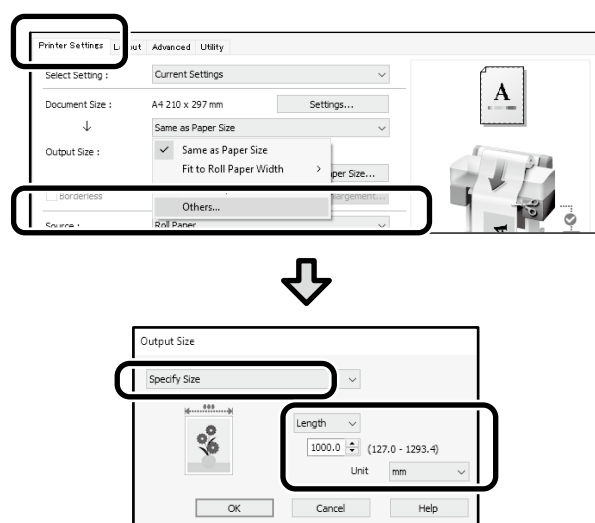 Printer Settings Layout Advanced Utility
Select Setting : Current Settings
Document Size : A4 210 x 297 mm Settings...
↓ Same as Paper Size
Output Size : ✓ Same as Paper Size
Fit to Roll Paper Width >
aper Size...
Borderless
Others...
Source : Roll Paper
A
Output Size
Specify Size
Length
1000.0 (127.0 - 1293.4)
Unit mm
OK Cancel Help